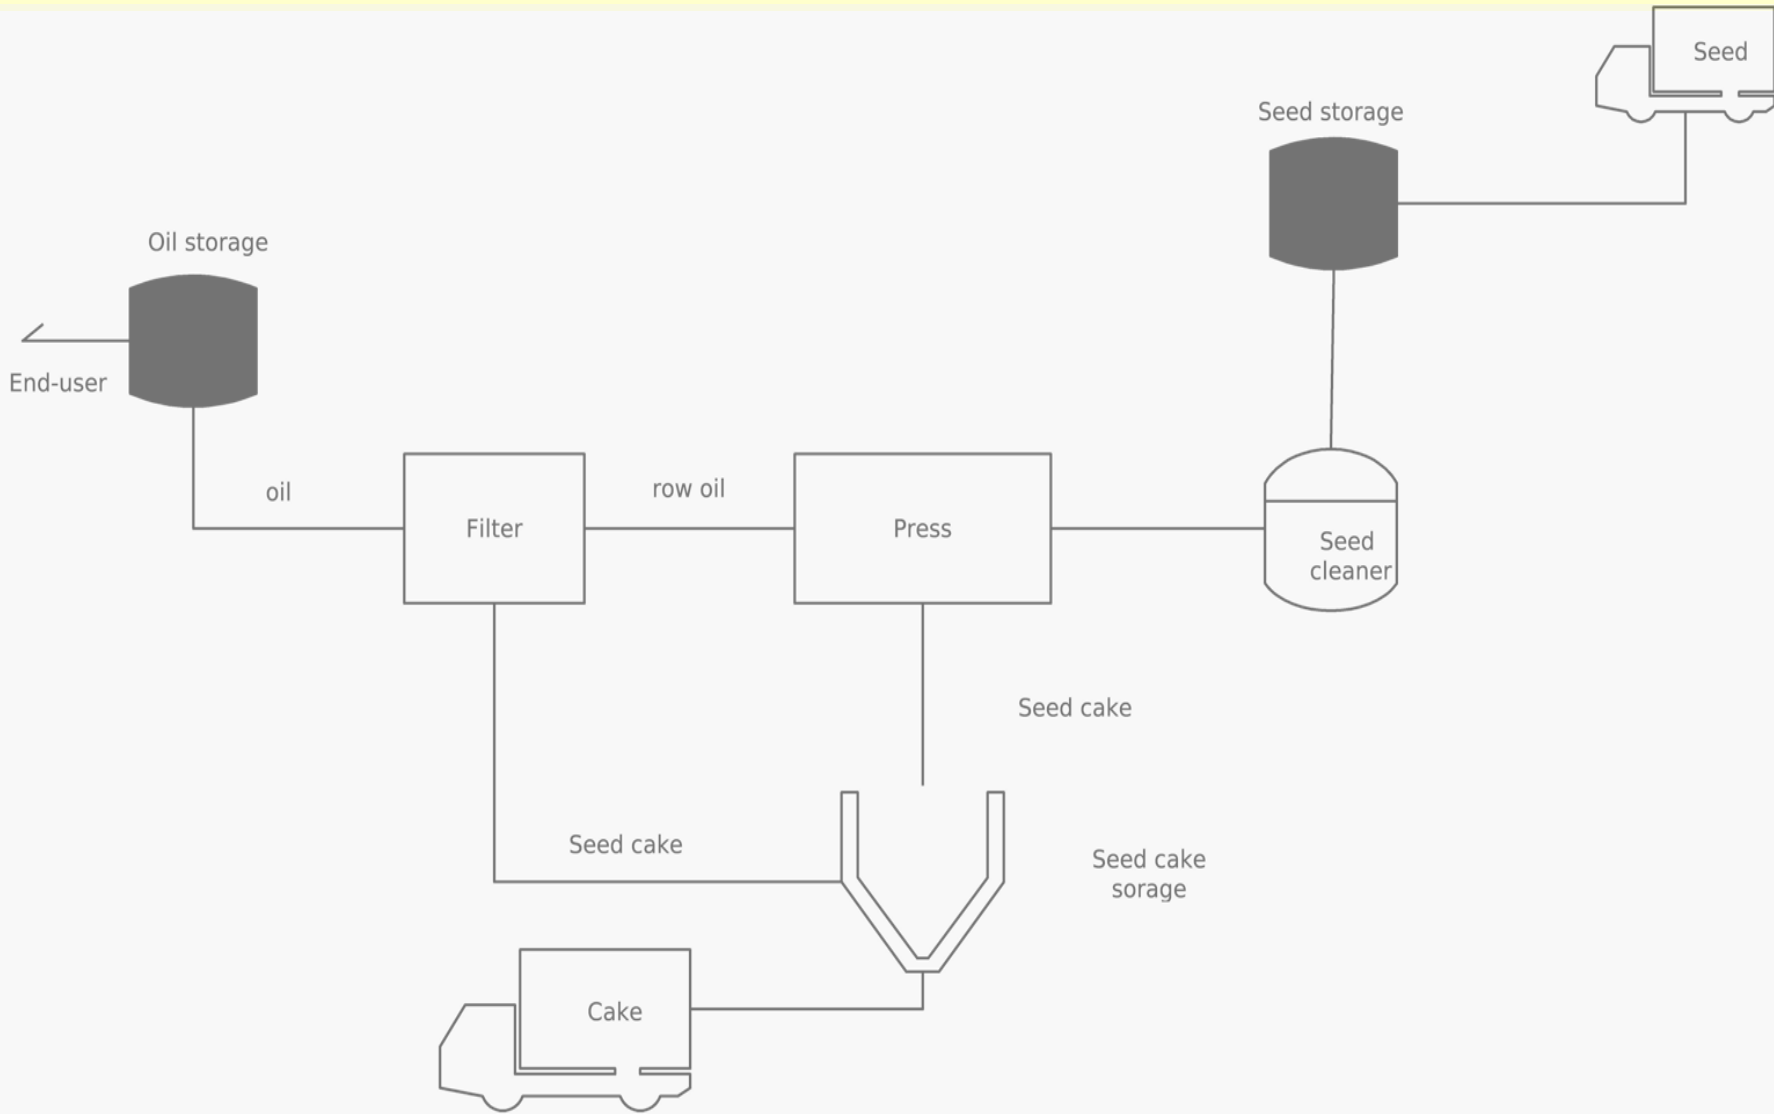 Seed
Seed storage
Oil storage
End-user
oil
row oil
Filter
Press
Seed
cleaner
Seed cake
Seed cake
Seed cake
sorage
Cake